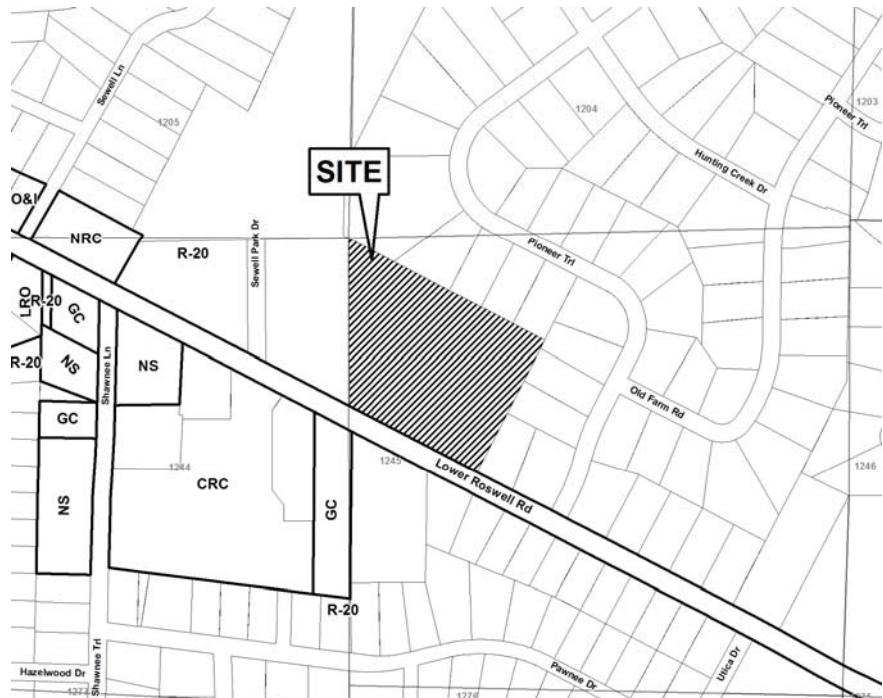 Sewell Ln
1205
1204
1203
Pioneer Trl
Hunting Creek Dr
SITE
O&I
NRC
R-20
Sewell Park Dr
Pioneer Trl
LRO
R-20
GC
R-20
NS
NS
Shawnee Ln
Old Farm Rd
GC
1244
CRC
GC
1245
Lower Roswell Rd
1246
NS
R-20
Shawnee Trl
Hazelwood Dr
Pawnee Dr
Utica Dr
1276